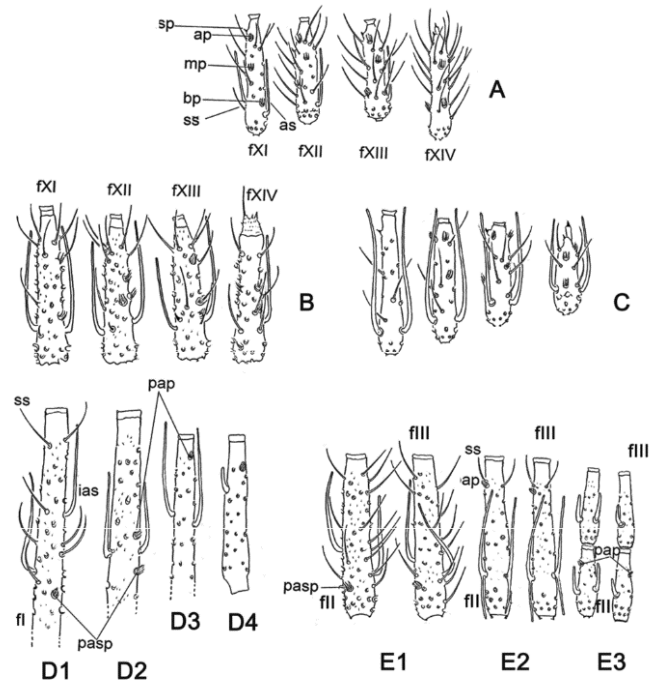 sp
ap
mp
bp
ss
as
A
fXI fXII fXIII fXIV
fXI fXII fXIII fXIV
B
C
pap
ss
ias
fI
pasp
D1 D2 D3 D4
fIII fIII fIII
ss
ap
pasp
pap
fII fII fII
E1 E2 E3